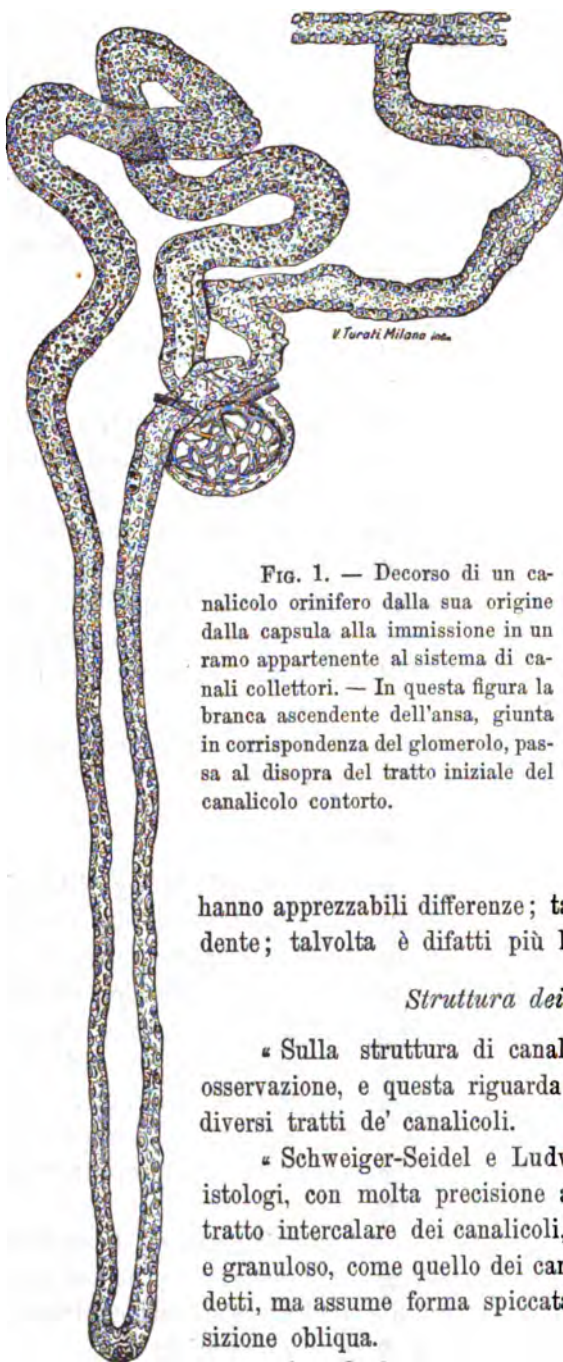 V. Turati Milano inc.
FIG. 1. — Decorso di un ca-
nalicolo orinifero dalla sua origine
dalla capsula alla immissione in un
ramo appartenente al sistema di ca-
nali collettori. — In questa figura la
branca ascendente dell'ansa, giunta
in corrispondenza del glomerolo, pas-
sa al disopra del tratto iniziale del
canalicolo contorto.
hanno apprezzabili differenze;
dente; talvolta è difatti più
Struttura dei
« Sulla struttura di
osservazione, e questa riguarda
diversi tratti de' canalicoli.
« Schweiger-Seidel e
istologi, con molta precisione
tratto intercalare dei canalicoli,
e granuloso, come quello dei
detti, ma assume forma
sizione obliqua.